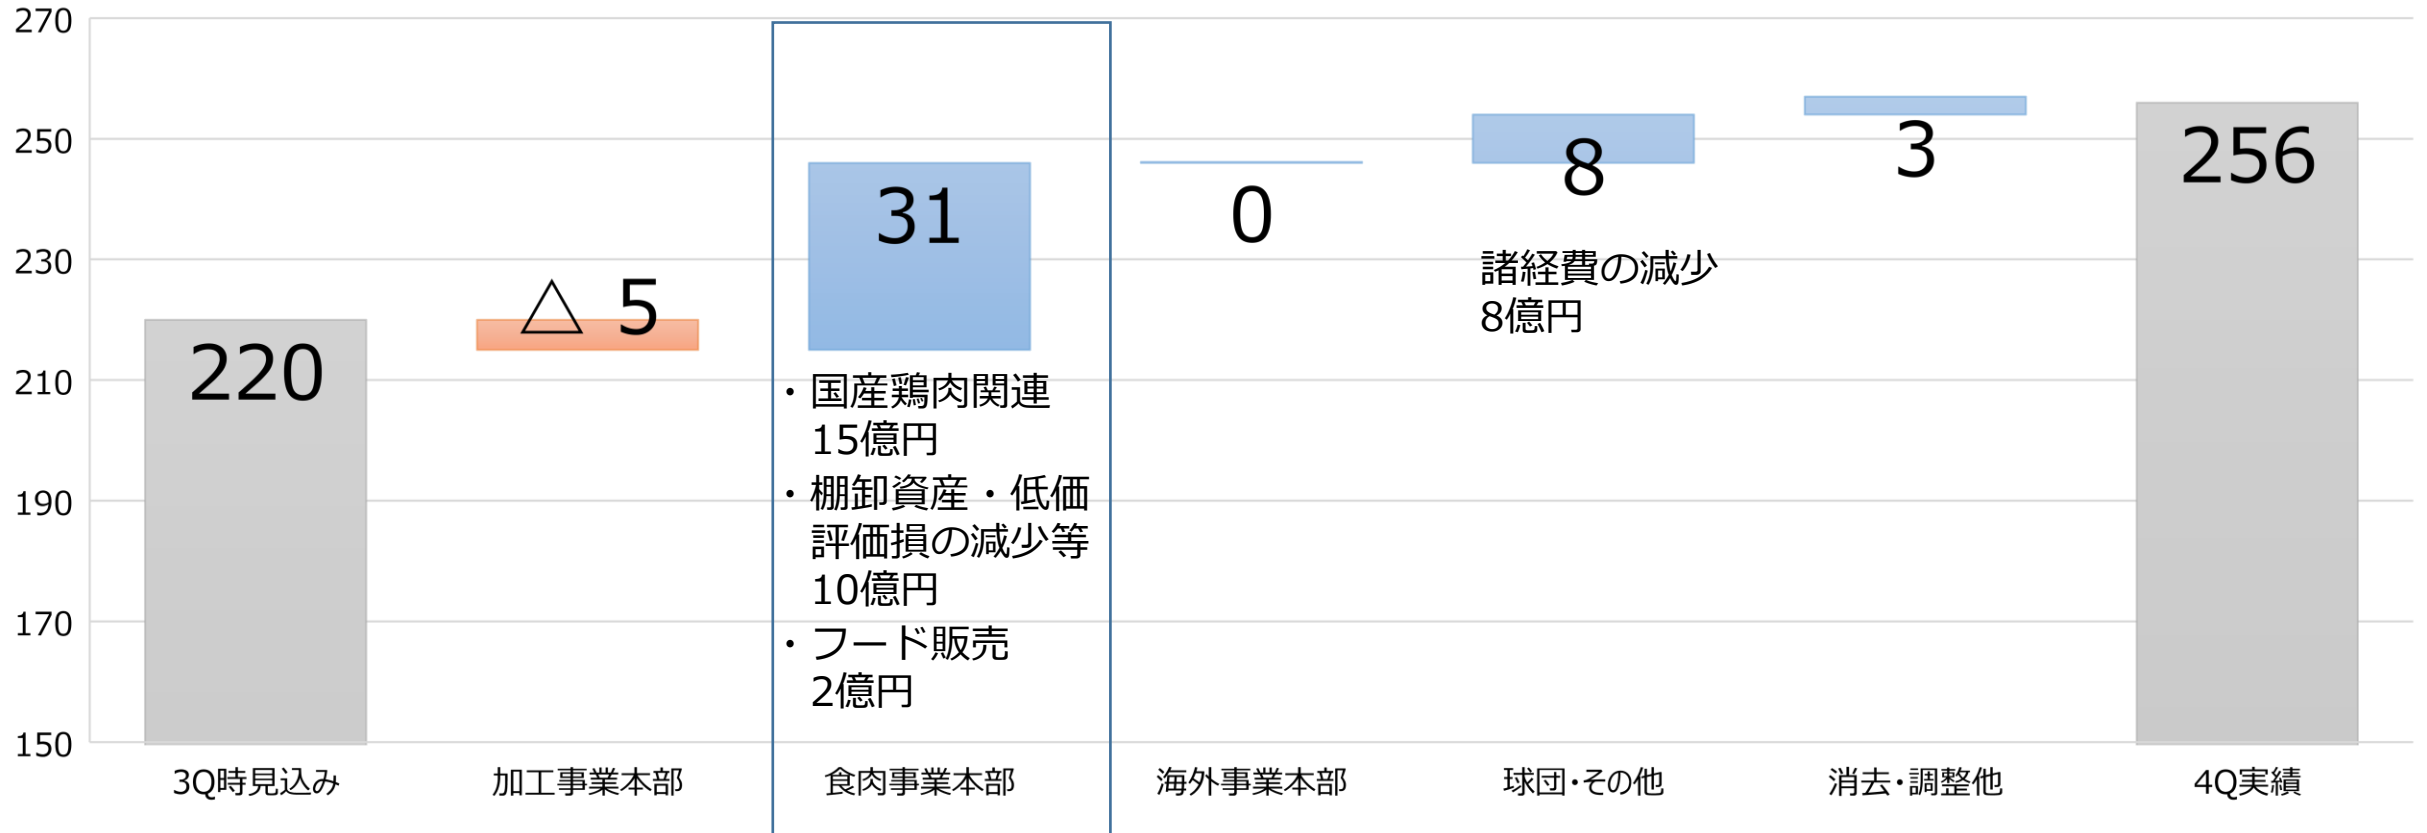 270
250
230
210
190
170
150
220
△ 5
31
0
8
3
256
・国産鶏肉関連
15億円
・棚卸資産・低価
評価損の減少等
10億円
・フード販売
2億円
諸経費の減少
8億円
3Q時見込み
加工事業本部
食肉事業本部
海外事業本部
球団・その他
消去・調整他
4Q実績